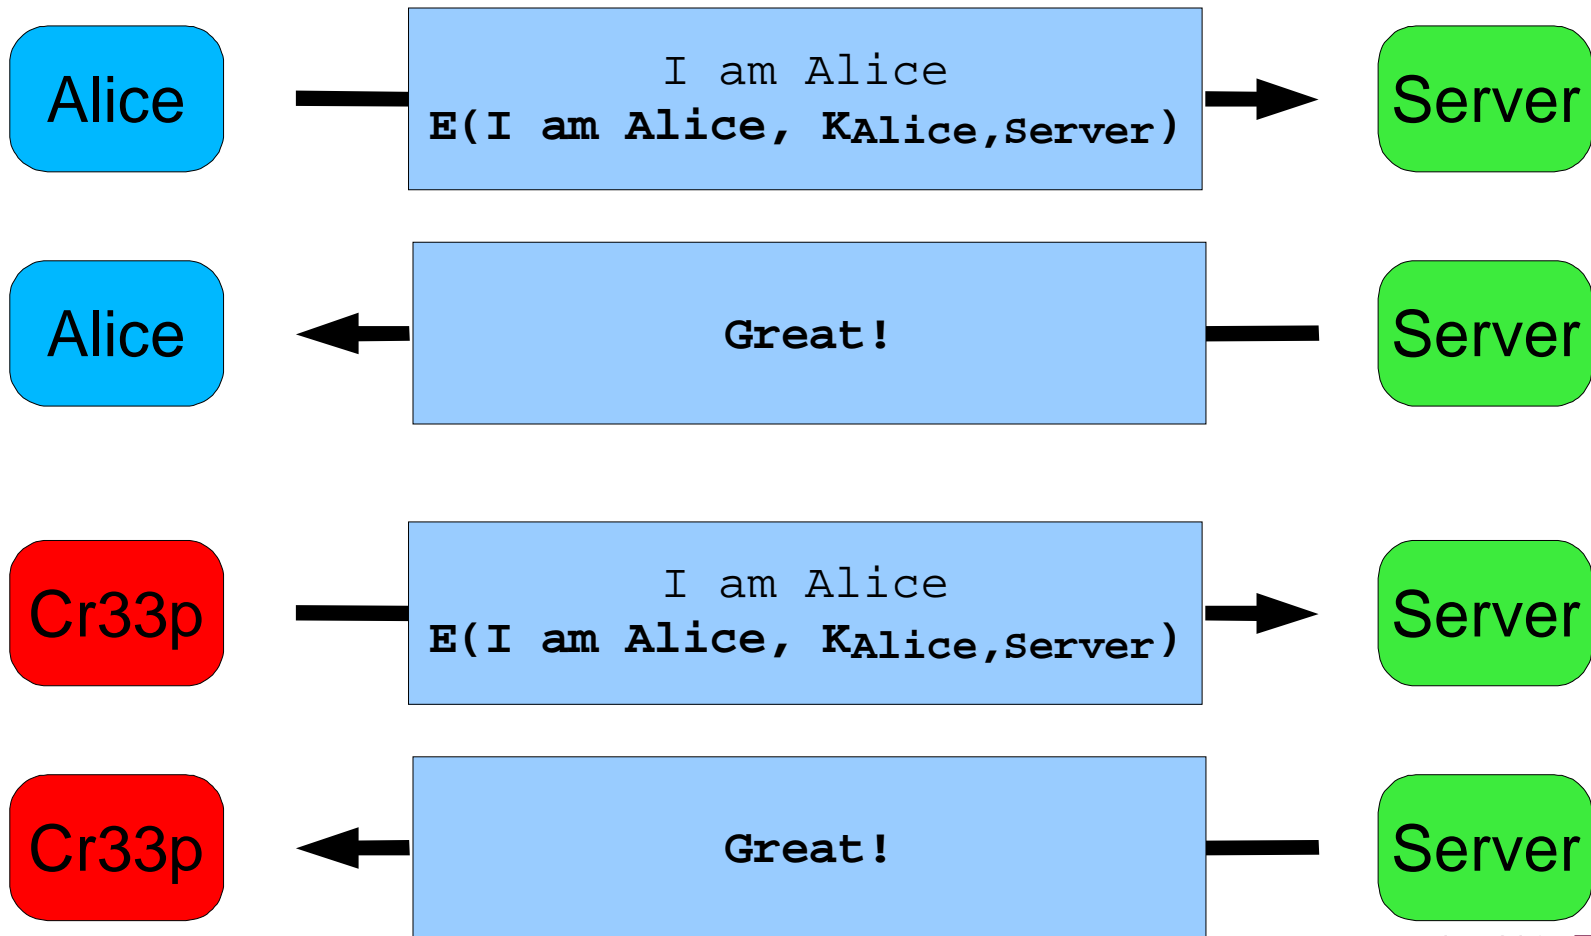 Alice
I am Alice
E(I am Alice, KAlice,Server)
Server
Alice
Great!
Server
Cr33p
I am Alice
E(I am Alice, KAlice,Server)
Server
Cr33p
Great!
Server